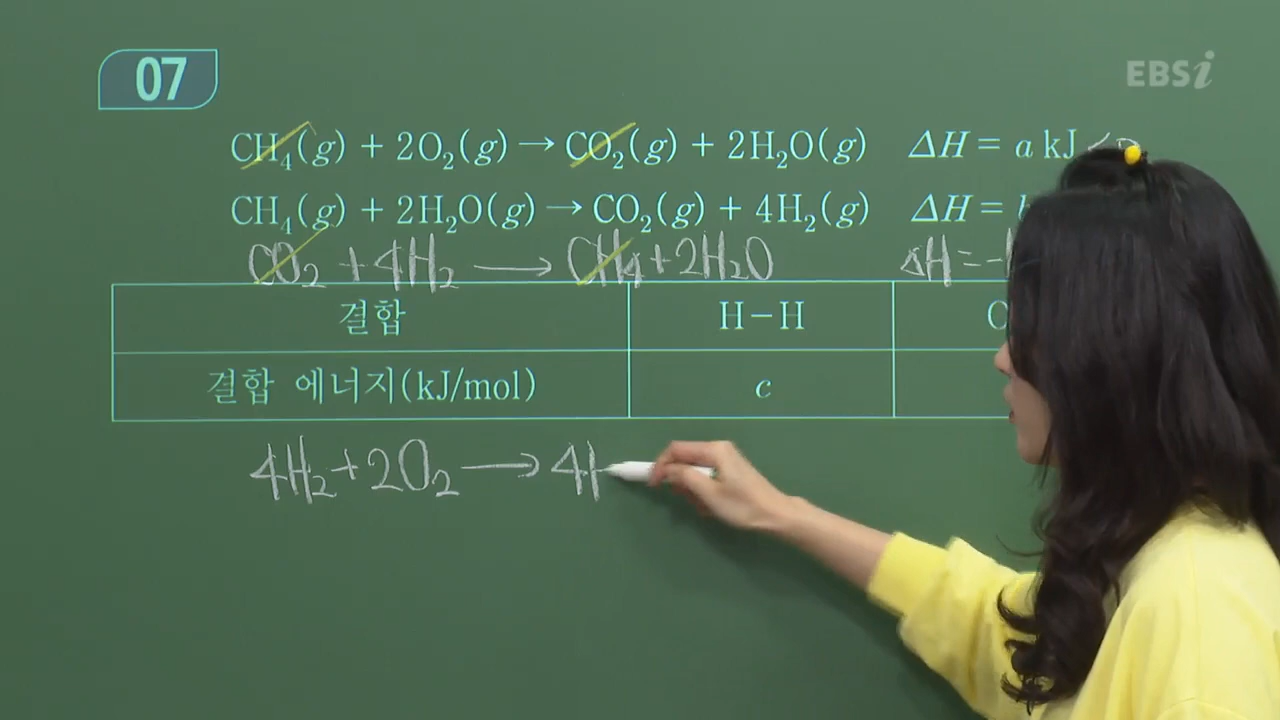 07
EBSi
CH₄(g) + 2O₂(g) → CO₂(g) + 2H₂O(g) ΔH = a kJ <0
CH₄(g) + 2H₂O(g) → CO₂(g) + 4H₂(g) ΔH =
CO₂ + 4H₂ → CH₄ + 2H₂O ΔH = -
결합 H－H
결합 에너지(kJ/mol) c
4H₂ + 2O₂ → 4H